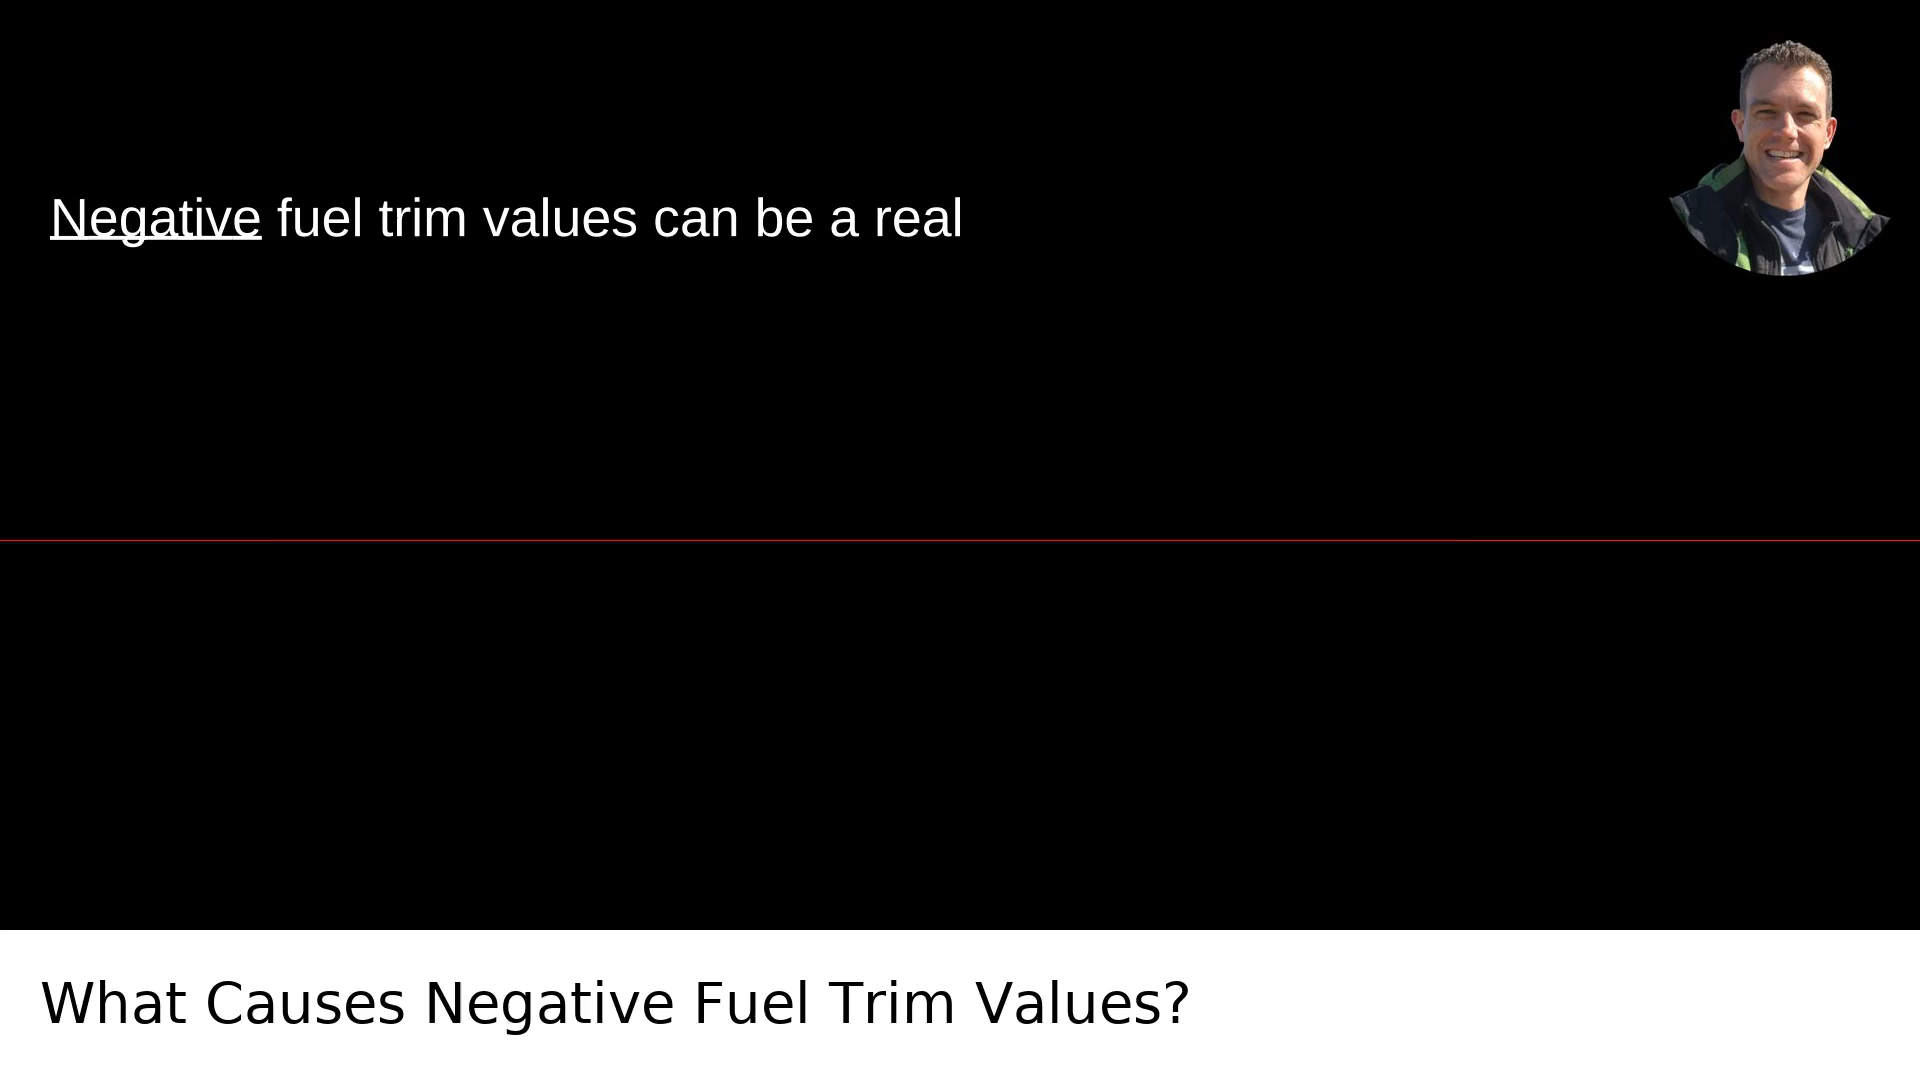 Negative fuel trim values can be a real
What Causes Negative Fuel Trim Values?